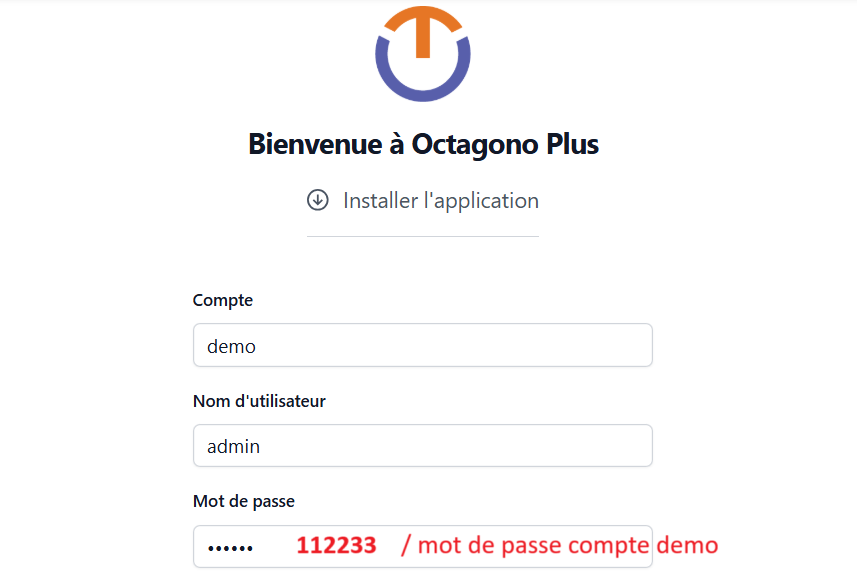 Bienvenue à Octagono Plus
Installer l'application
Compte
demo
Nom d'utilisateur
admin
Mot de passe
•••••• 112233 / mot de passe compte demo